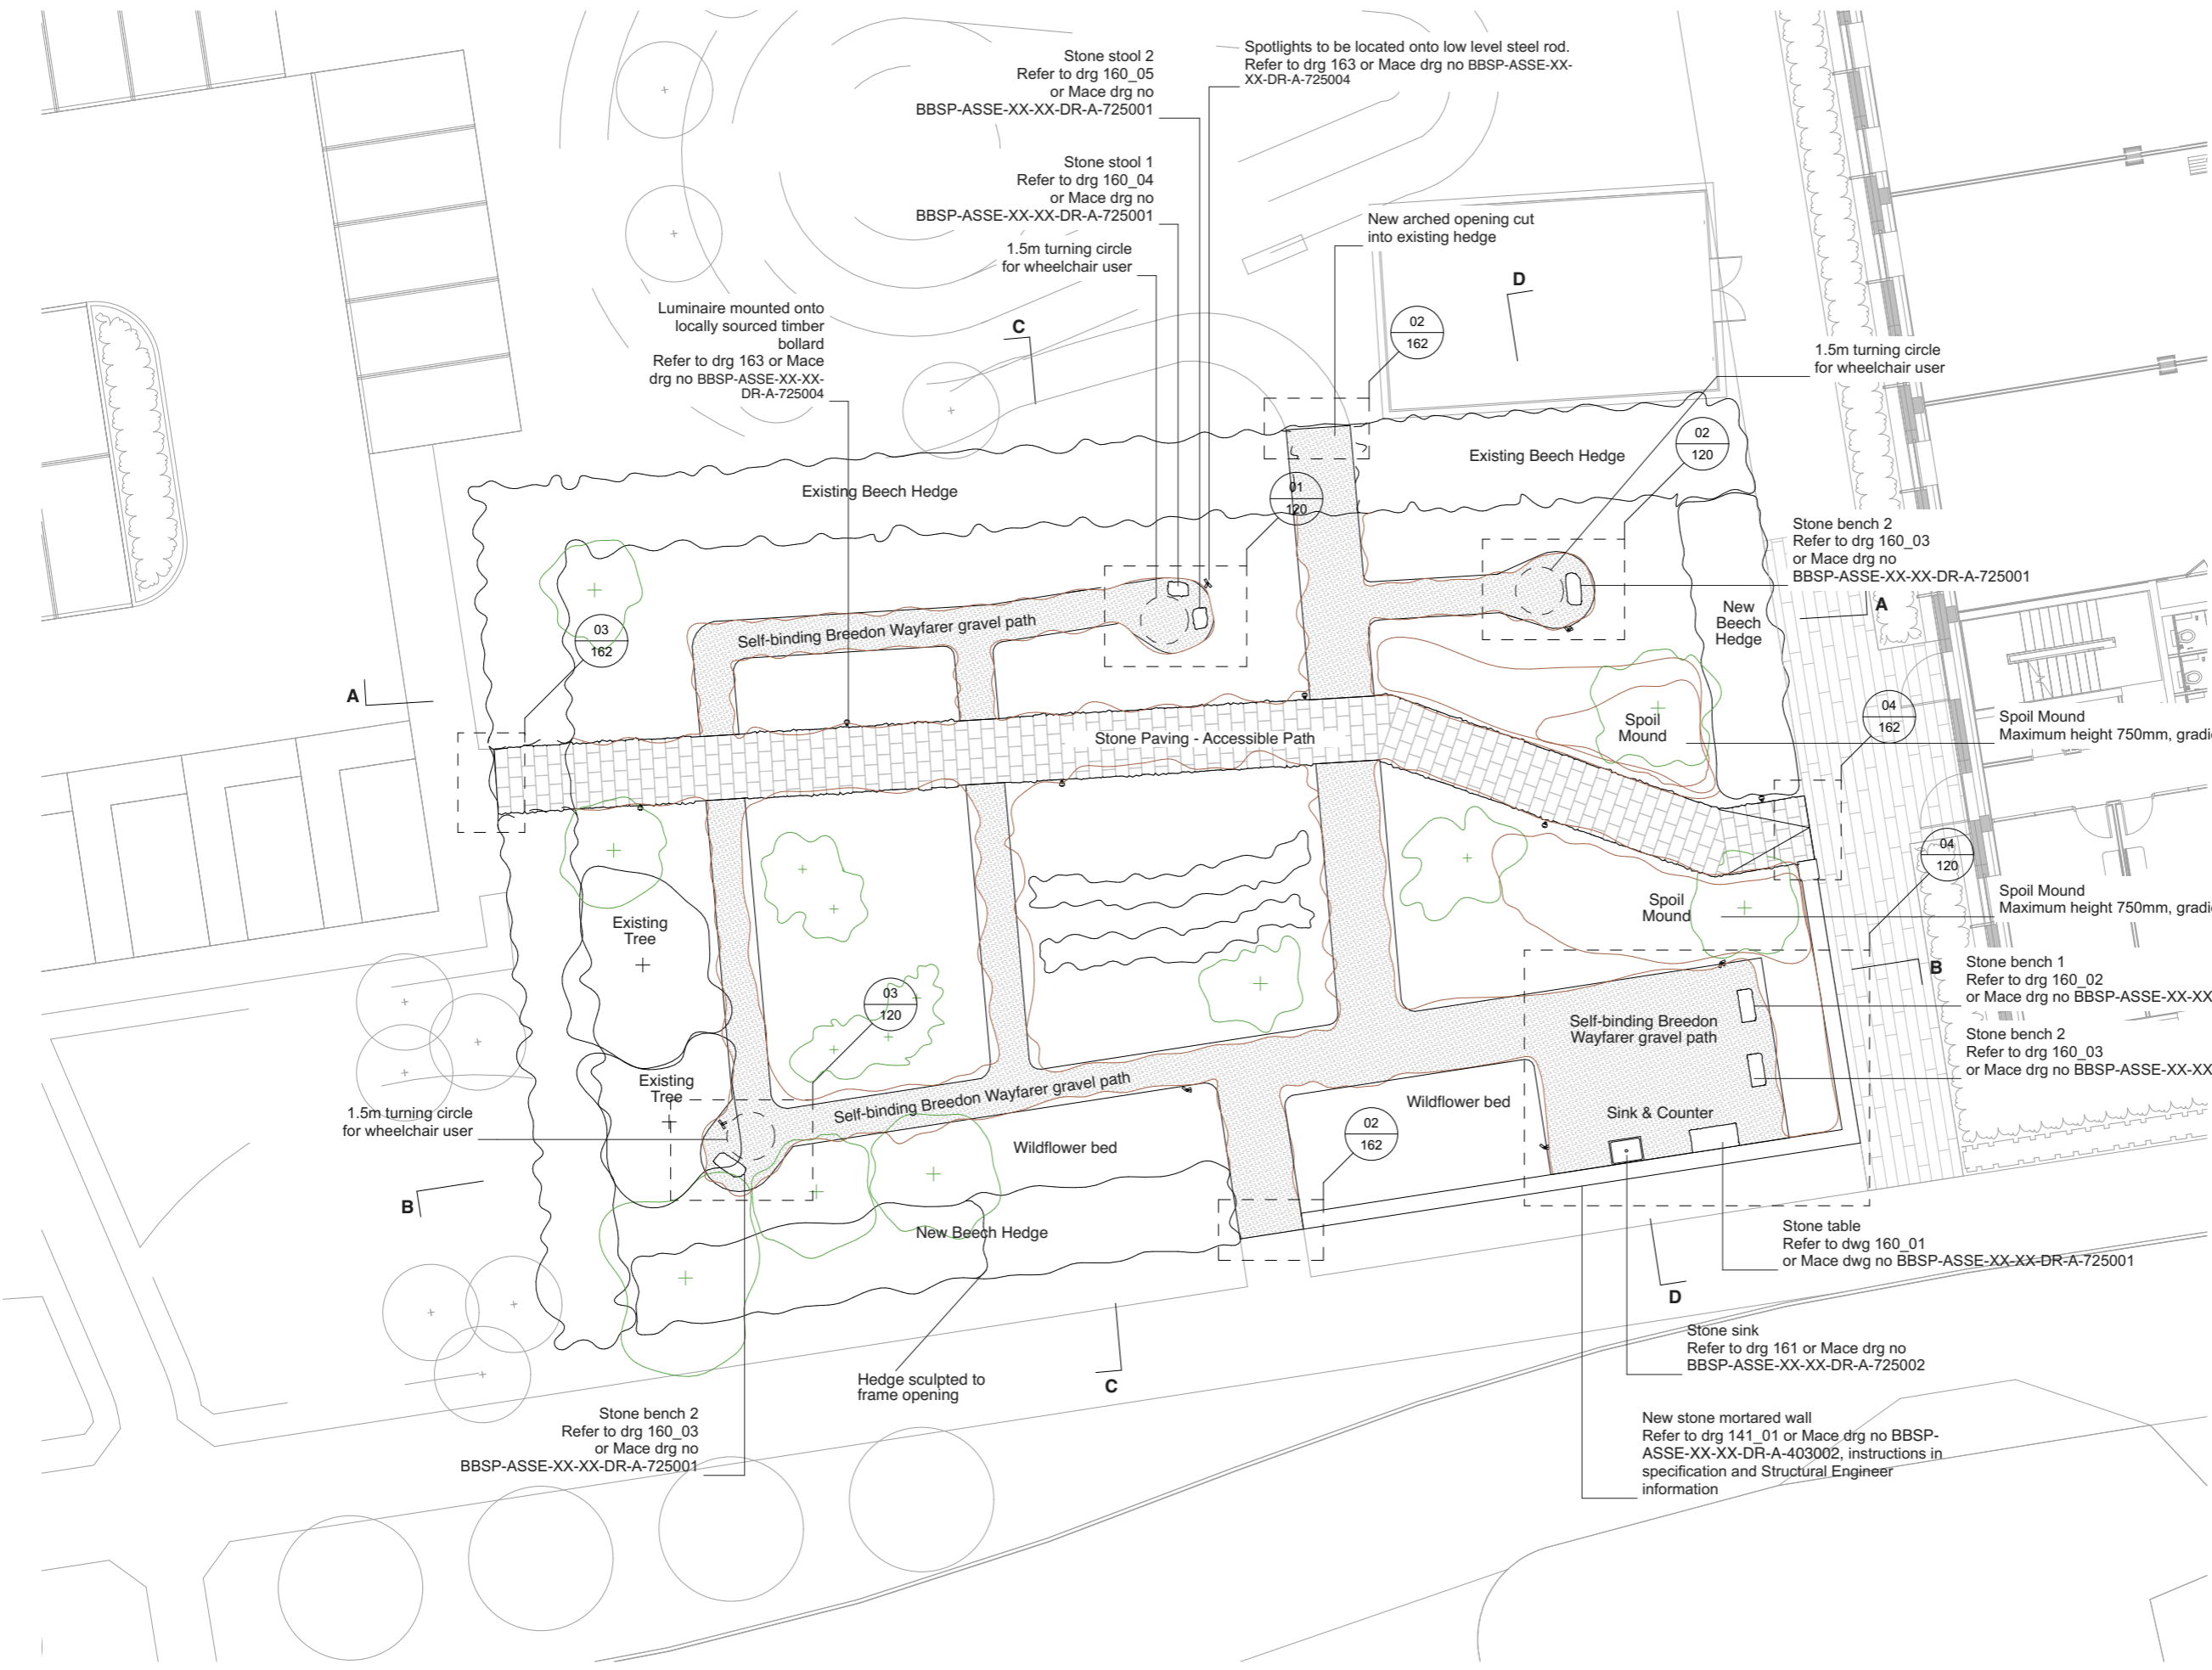 Stone stool 2
Refer to drg 160_05
or Mace drg no
BBSP-ASSE-XX-XX-DR-A-725001
Spotlights to be located onto low level steel rod.
Refer to drg 163 or Mace drg no BBSP-ASSE-XX-
XX-DR-A-725004
Stone stool 1
Refer to drg 160_04
or Mace drg no
BBSP-ASSE-XX-XX-DR-A-725001
1.5m turning circle
for wheelchair user
New arched opening cut
into existing hedge
D
02
162
C
Luminaire mounted onto
locally sourced timber
bollard
Refer to drg 163 or Mace
drg no BBSP-ASSE-XX-XX-
DR-A-725004
1.5m turning circle
for wheelchair user
02
120
Existing Beech Hedge
Existing Beech Hedge
01
120
Stone bench 2
Refer to drg 160_03
or Mace drg no
BBSP-ASSE-XX-XX-DR-A-725001
A
New
Beech
Hedge
03
162
Self-binding Breedon Wayfarer gravel path
A
04
162
Spoil
Mound
Spoil Mound
Maximum height 750mm, gradi
Stone Paving - Accessible Path
04
120
Spoil Mound
Maximum height 750mm, gradi
Spoil
Mound
Existing
Tree
B
Stone bench 1
Refer to drg 160_02
or Mace drg no BBSP-ASSE-XX-XX
03
120
Self-binding Breedon
Wayfarer gravel path
Stone bench 2
Refer to drg 160_03
or Mace drg no BBSP-ASSE-XX-XX
Existing
Tree
Self-binding Breedon Wayfarer gravel path
Wildflower bed
Sink & Counter
1.5m turning circle
for wheelchair user
02
162
Wildflower bed
B
New Beech Hedge
Stone table
Refer to dwg 160_01
or Mace dwg no BBSP-ASSE-XX-XX-DR-A-725001
D
Stone sink
Refer to drg 161 or Mace drg no
BBSP-ASSE-XX-XX-DR-A-725002
C
Hedge sculpted to
frame opening
Stone bench 2
Refer to drg 160_03
or Mace drg no
BBSP-ASSE-XX-XX-DR-A-725001
New stone mortared wall
Refer to drg 141_01 or Mace drg no BBSP-
ASSE-XX-XX-DR-A-403002, instructions in
specification and Structural Engineer
information